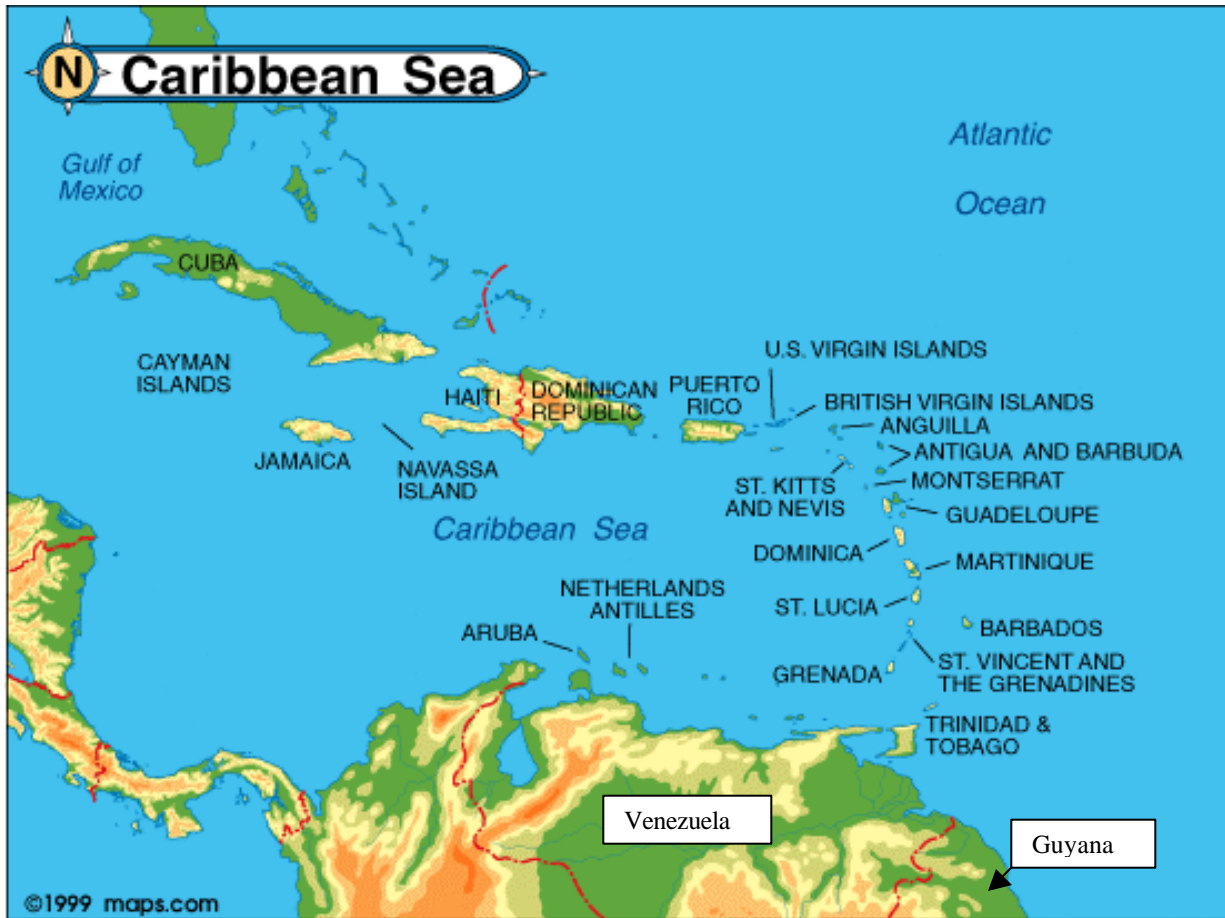 N Caribbean Sea
Atlantic
Ocean
Gulf of
Mexico
CUBA
CAYMAN
ISLANDS
JAMAICA
NAVASSA
ISLAND
HAITI
DOMINICAN
REPUBLIC
PUERTO
RICO
U.S. VIRGIN ISLANDS
BRITISH VIRGIN ISLANDS
ANGUILLA
ANTIGUA AND BARBUDA
ST. KITTS
AND NEVIS
MONTSERRAT
GUADELOUPE
Caribbean Sea
DOMINICA
MARTINIQUE
NETHERLANDS
ANTILLES
ST. LUCIA
ARUBA
BARBADOS
GRENADA
ST. VINCENT AND
THE GRENADINES
TRINIDAD &
TOBAGO
Venezuela
Guyana
©1999 maps.com